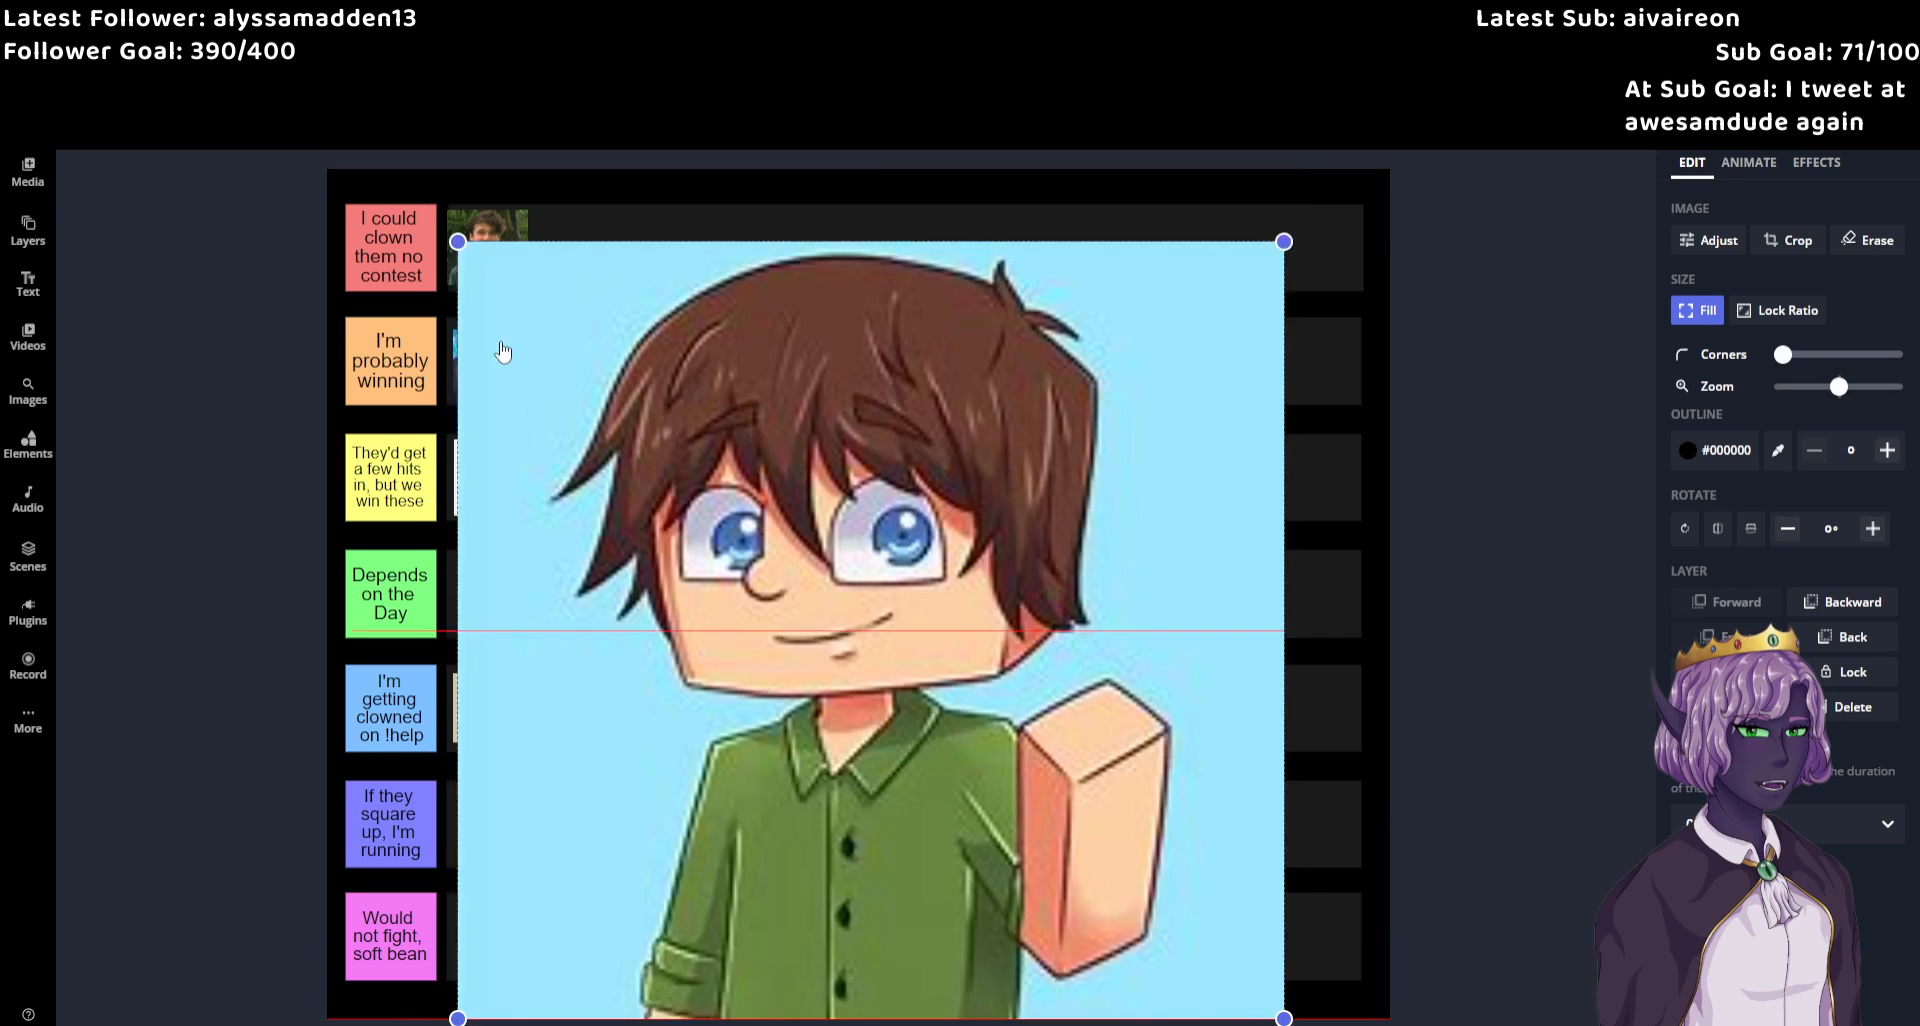 Latest Follower: alyssamadden13
Follower Goal: 390/400
Latest Sub: aivaireon
Sub Goal: 71/100
At Sub Goal: I tweet at
awesamdude again
Media
Layers
Text
Videos
Images
Elements
Audio
Scenes
Plugins
Record
More
I could
clown
them no
contest
I'm
probably
winning
They'd get
a few hits
in, but we
win these
Depends
on the
Day
I'm
getting
clowned
on !help
If they
square
up, I'm
running
Would
not fight,
soft bean
EDIT ANIMATE EFFECTS
IMAGE
Adjust Crop Erase
SIZE
Fill Lock Ratio
Corners
Zoom
OUTLINE
#000000 0
ROTATE
0°
LAYER
Forward Backward
Back
Lock
Delete
duration